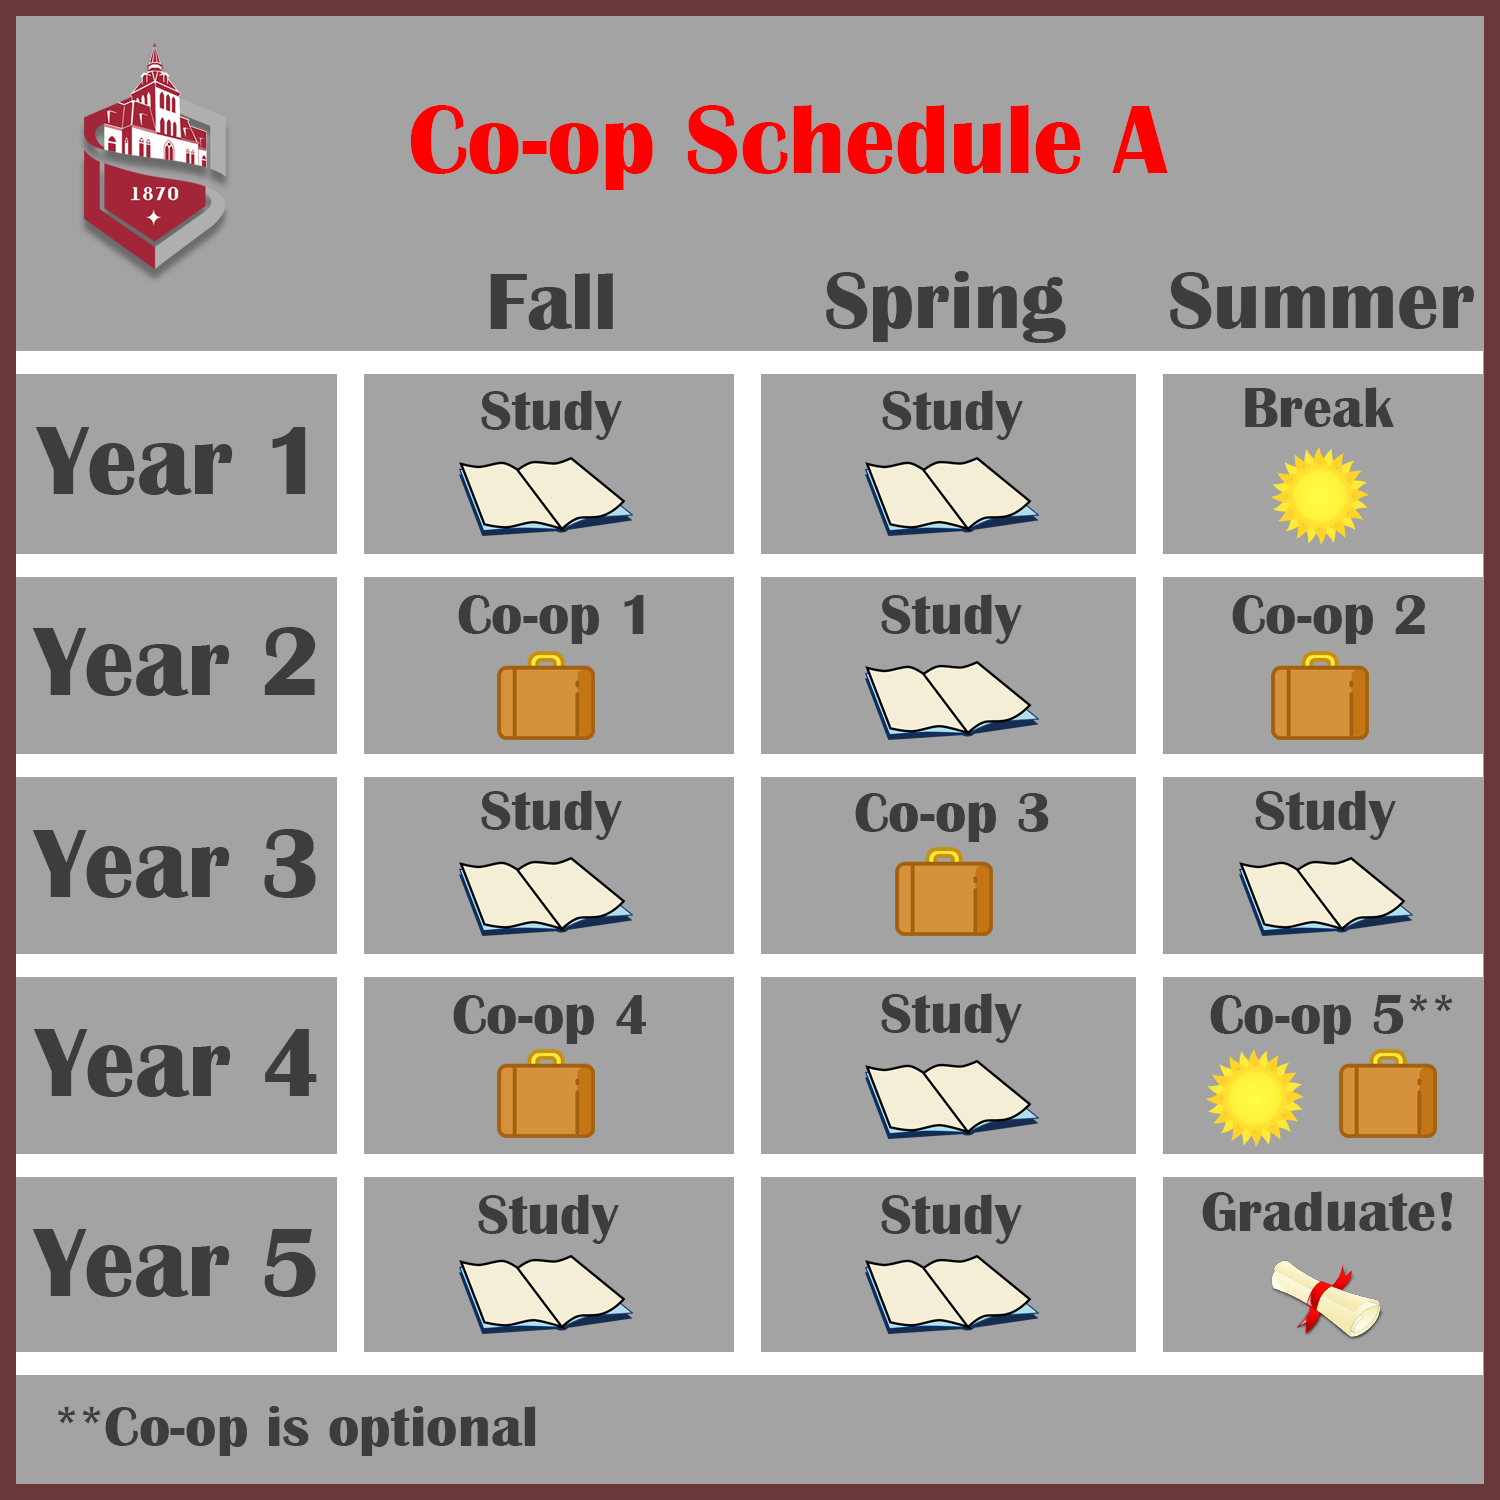 1870
Co-op Schedule A
Fall Spring Summer
Year 1 Study Study Break
Year 2 Co-op 1 Study Co-op 2
Year 3 Study Co-op 3 Study
Year 4 Co-op 4 Study Co-op 5**
Year 5 Study Study Graduate!
**Co-op is optional